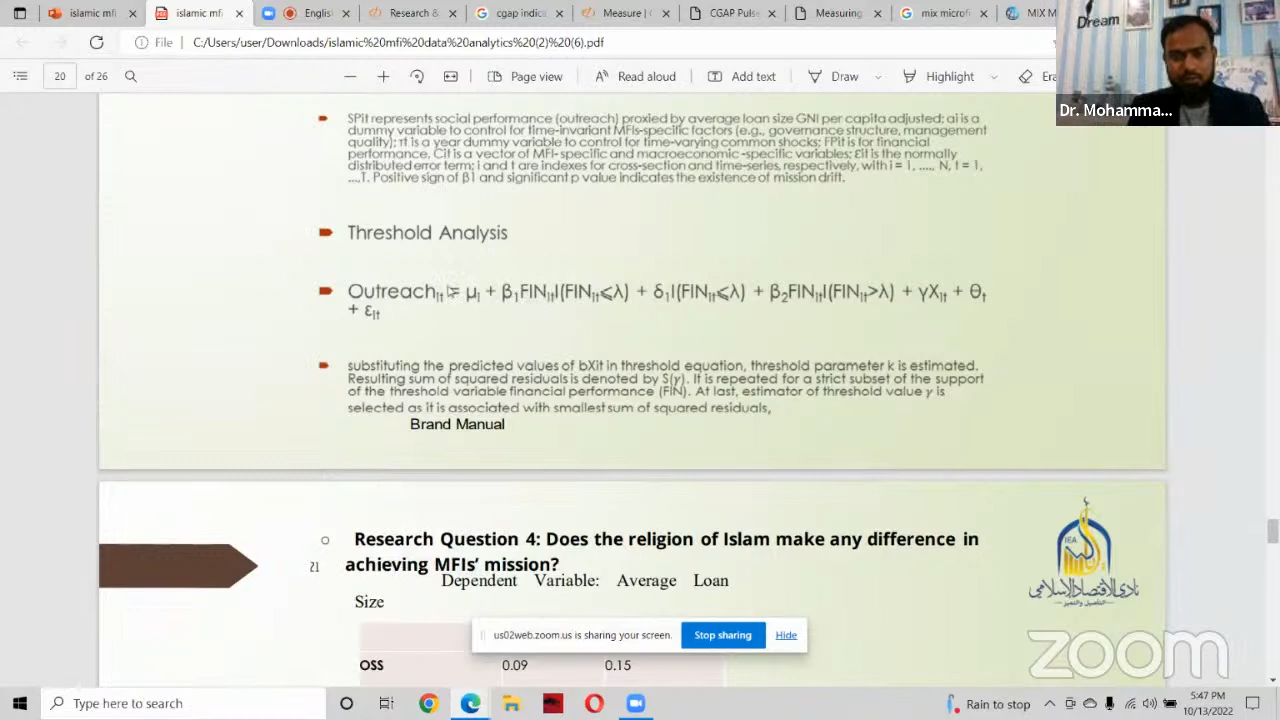 islamic mfi
islamic mfi
English
Research &
cgap indic
Measure |
CGAP Pulse
Measuring
mix microfi
MIX M
File
C:/Users/user/Downloads/islamic%20mfi%20data%20analytics%20(2)%20(6).pdf
20 of 26
Page view
Read aloud
Add text
Draw
Highlight
Era
Dream
Dr. Mohamma...
SPit represents social performance (outreach) proxied by average loan size GNI per capita adjusted; ai is a
dummy variable to control for time-invariant MFIs-specific factors (e.g., governance structure, management
quality); τt is a year dummy variable to control for time-varying common shocks; FPit is for financial
performance. Cit is a vector of MFI-specific and macroeconomic -specific variables; εit is the normally
distributed error term; i and t are indexes for cross-section and time-series, respectively, with i = 1, ...., N, t = 1,
...,T. Positive sign of β1 and significant p value indicates the existence of mission drift.
Threshold Analysis
Outreachit = μi + β1FINitI(FINit⩽λ) + δ1I(FINit⩽λ) + β2FINitI(FINit>λ) + γXit + θt
+ εit
substituting the predicted values of bXit in threshold equation, threshold parameter k is estimated.
Resulting sum of squared residuals is denoted by S(γ). It is repeated for a strict subset of the support
of the threshold variable financial performance (FIN). At last, estimator of threshold value γ is
selected as it is associated with smallest sum of squared residuals,
Brand Manual
Research Question 4: Does the religion of Islam make any difference in
21 achieving MFIs’ mission?
Dependent Variable: Average Loan
Size
IEA
نادي الاقتصاد الإسلامي
التأصيل والتميز
us02web.zoom.us is sharing your screen.
Stop sharing
Hide
OSS 0.09 0.15
zoom
Type here to search
Rain to stop
5:47 PM
10/13/2022